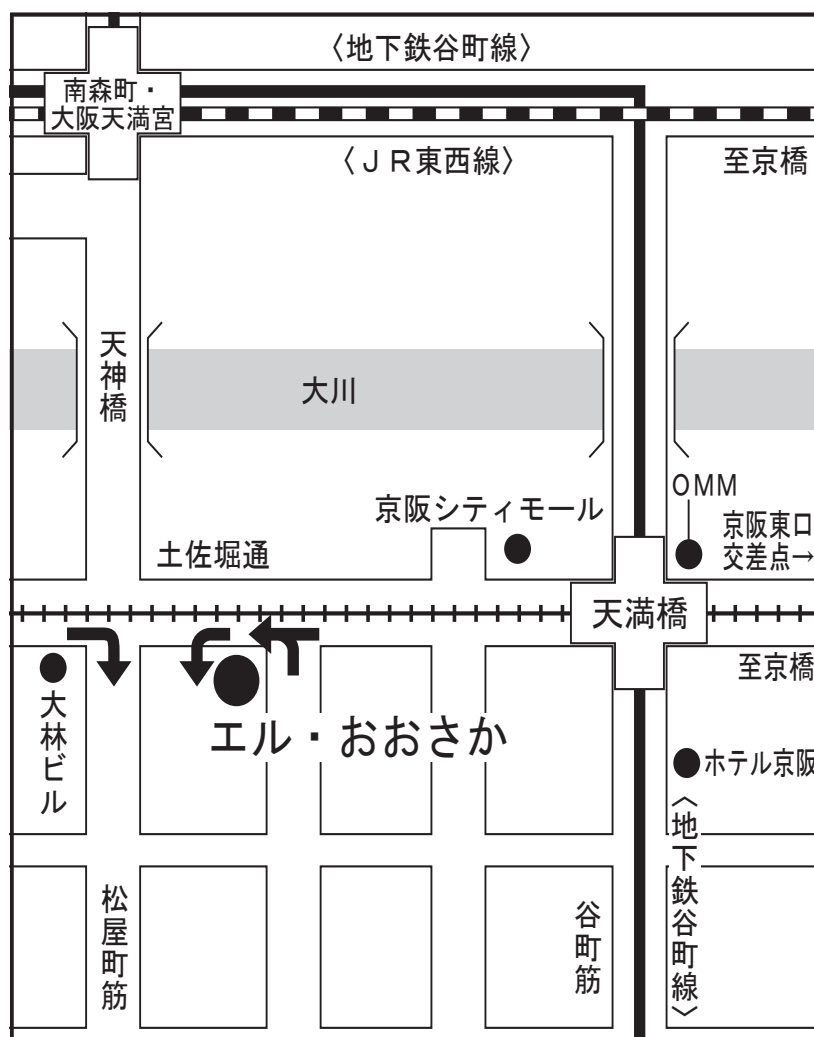 〈地下鉄谷町線〉
南森町・
大阪天満宮
〈ＪＲ東西線〉
至京橋
天神橋
大川
京阪シティモール
OMM
京阪東口
交差点→
土佐堀通
天満橋
至京橋
大林ビル
エル・おおさか
ホテル京阪
〈地下鉄谷町線〉
松屋町筋
谷町筋